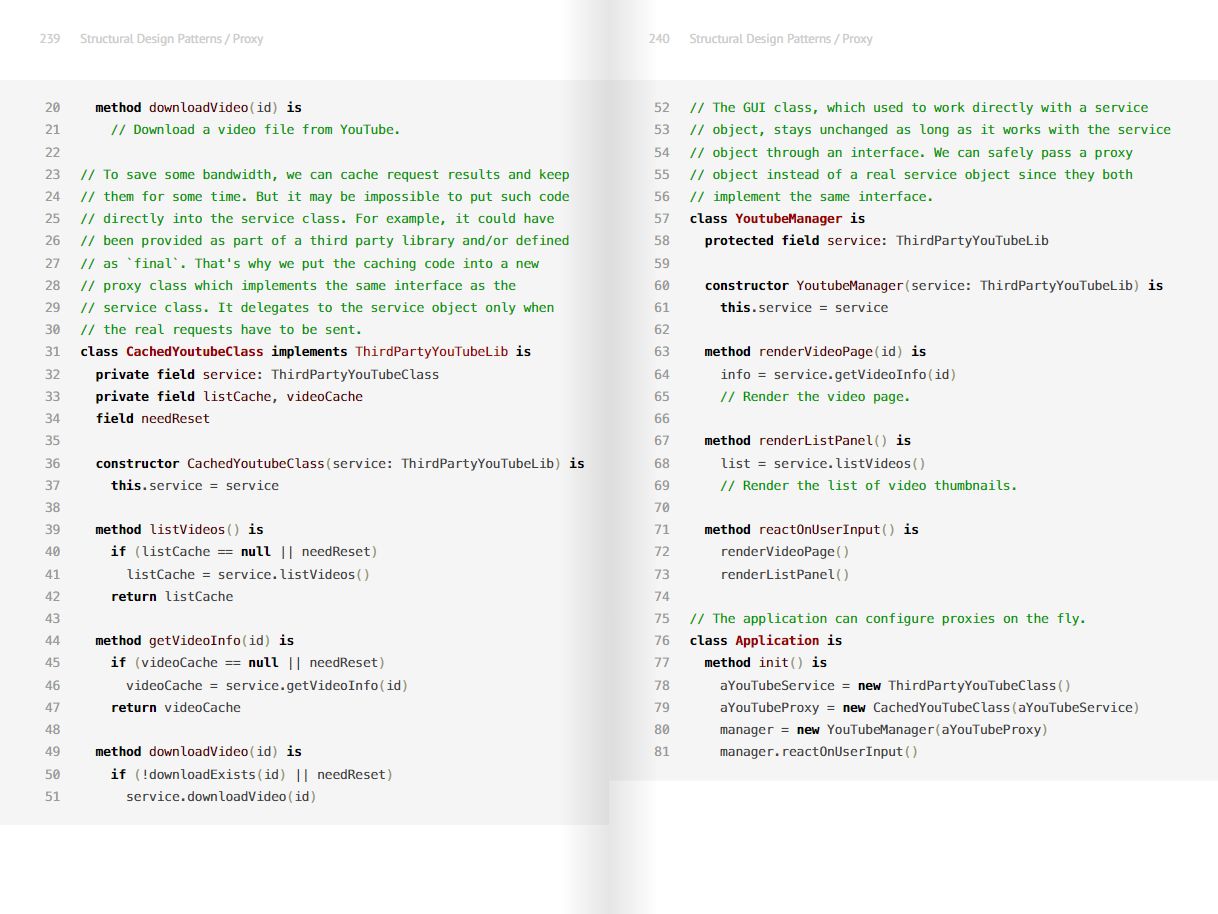 239 Structural Design Patterns / Proxy
20 method downloadVideo(id) is
21 // Download a video file from YouTube.
22
23 // To save some bandwidth, we can cache request results and keep
24 // them for some time. But it may be impossible to put such code
25 // directly into the service class. For example, it could have
26 // been provided as part of a third party library and/or defined
27 // as `final`. That's why we put the caching code into a new
28 // proxy class which implements the same interface as the
29 // service class. It delegates to the service object only when
30 // the real requests have to be sent.
31 class CachedYoutubeClass implements ThirdPartyYouTubeLib is
32 private field service: ThirdPartyYouTubeClass
33 private field listCache, videoCache
34 field needReset
35
36 constructor CachedYoutubeClass(service: ThirdPartyYouTubeLib) is
37 this.service = service
38
39 method listVideos() is
40 if (listCache == null || needReset)
41 listCache = service.listVideos()
42 return listCache
43
44 method getVideoInfo(id) is
45 if (videoCache == null || needReset)
46 videoCache = service.getVideoInfo(id)
47 return videoCache
48
49 method downloadVideo(id) is
50 if (!downloadExists(id) || needReset)
51 service.downloadVideo(id)
240 Structural Design Patterns / Proxy
52 // The GUI class, which used to work directly with a service
53 // object, stays unchanged as long as it works with the service
54 // object through an interface. We can safely pass a proxy
55 // object instead of a real service object since they both
56 // implement the same interface.
57 class YoutubeManager is
58 protected field service: ThirdPartyYouTubeLib
59
60 constructor YoutubeManager(service: ThirdPartyYouTubeLib) is
61 this.service = service
62
63 method renderVideoPage(id) is
64 info = service.getVideoInfo(id)
65 // Render the video page.
66
67 method renderListPanel() is
68 list = service.listVideos()
69 // Render the list of video thumbnails.
70
71 method reactOnUserInput() is
72 renderVideoPage()
73 renderListPanel()
74
75 // The application can configure proxies on the fly.
76 class Application is
77 method init() is
78 aYouTubeService = new ThirdPartyYouTubeClass()
79 aYouTubeProxy = new CachedYouTubeClass(aYouTubeService)
80 manager = new YouTubeManager(aYouTubeProxy)
81 manager.reactOnUserInput()